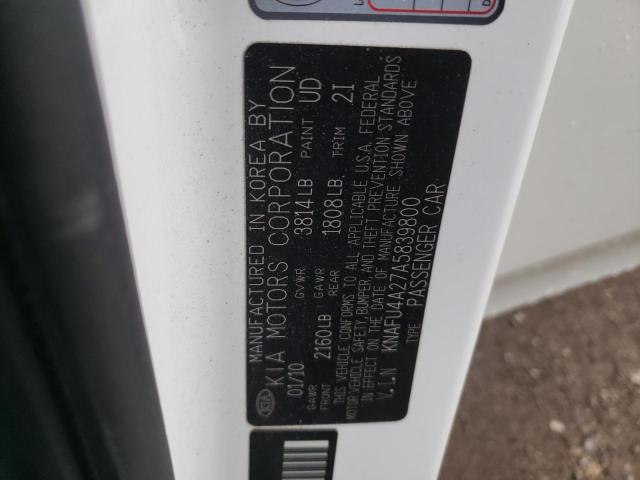 MANUFACTURED IN KOREA BY
KIA MOTORS CORPORATION
01/10 GVWR 3814LB PAINT UD
GAWR FRONT 2160LB GAWR REAR 1808LB TRIM 2I
THIS VEHICLE CONFORMS TO ALL APPLICABLE U.S.A. FEDERAL
MOTOR VEHICLE SAFETY, BUMPER, AND THEFT PREVENTION STANDARDS
IN EFFECT ON THE DATE OF MANUFACTURE SHOWN ABOVE
V.I.N KNAFU4A27A5839800
TYPE PASSENGER CAR
KIA